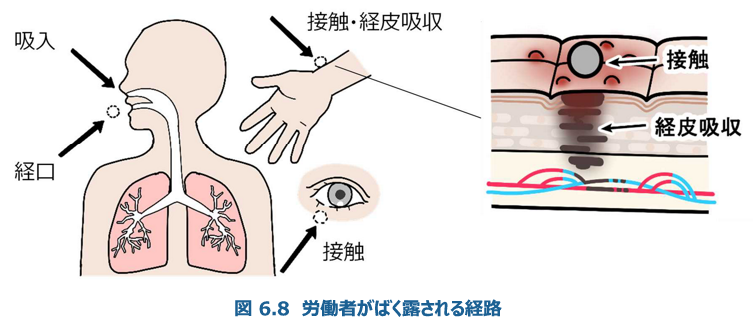 吸入
経口
接触・経皮吸収
接触
接触
経皮吸収
図 6.8 労働者がばく露される経路